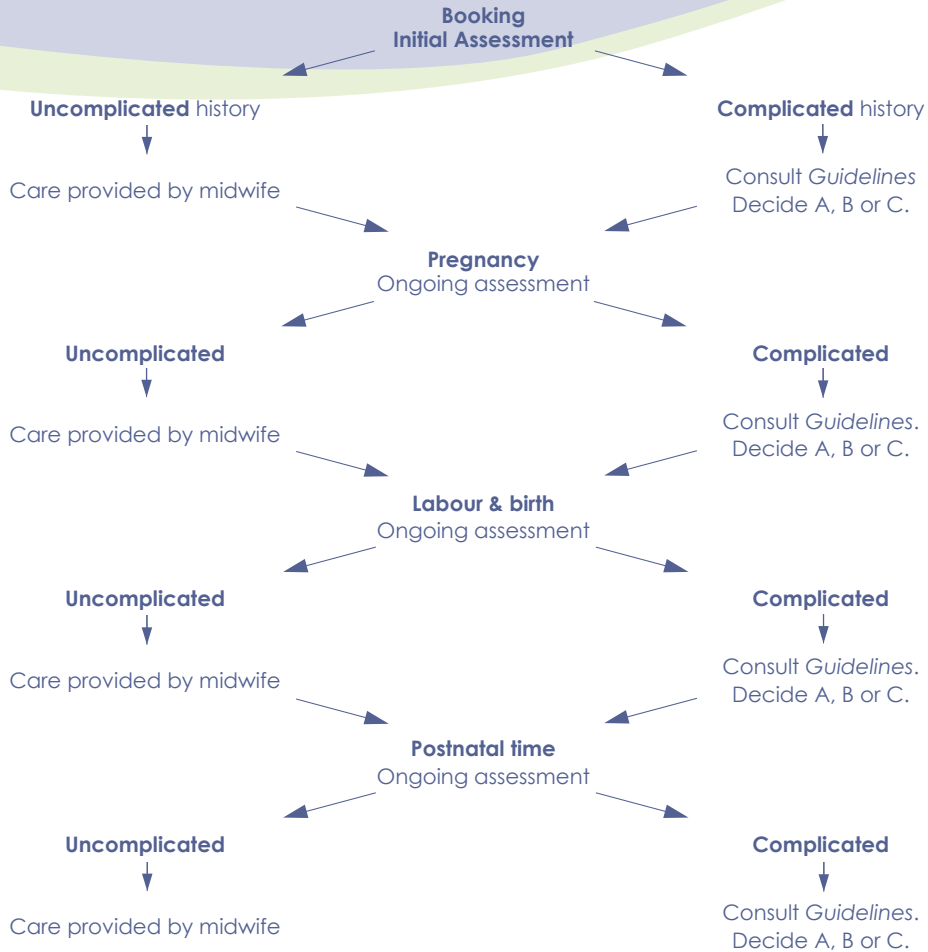 Booking
Initial Assessment
Uncomplicated history
Complicated history
Care provided by midwife
Consult Guidelines
Decide A, B or C.
Pregnancy
Ongoing assessment
Uncomplicated
Complicated
Care provided by midwife
Consult Guidelines.
Decide A, B or C.
Labour & birth
Ongoing assessment
Uncomplicated
Complicated
Care provided by midwife
Consult Guidelines.
Decide A, B or C.
Postnatal time
Ongoing assessment
Uncomplicated
Complicated
Care provided by midwife
Consult Guidelines.
Decide A, B or C.